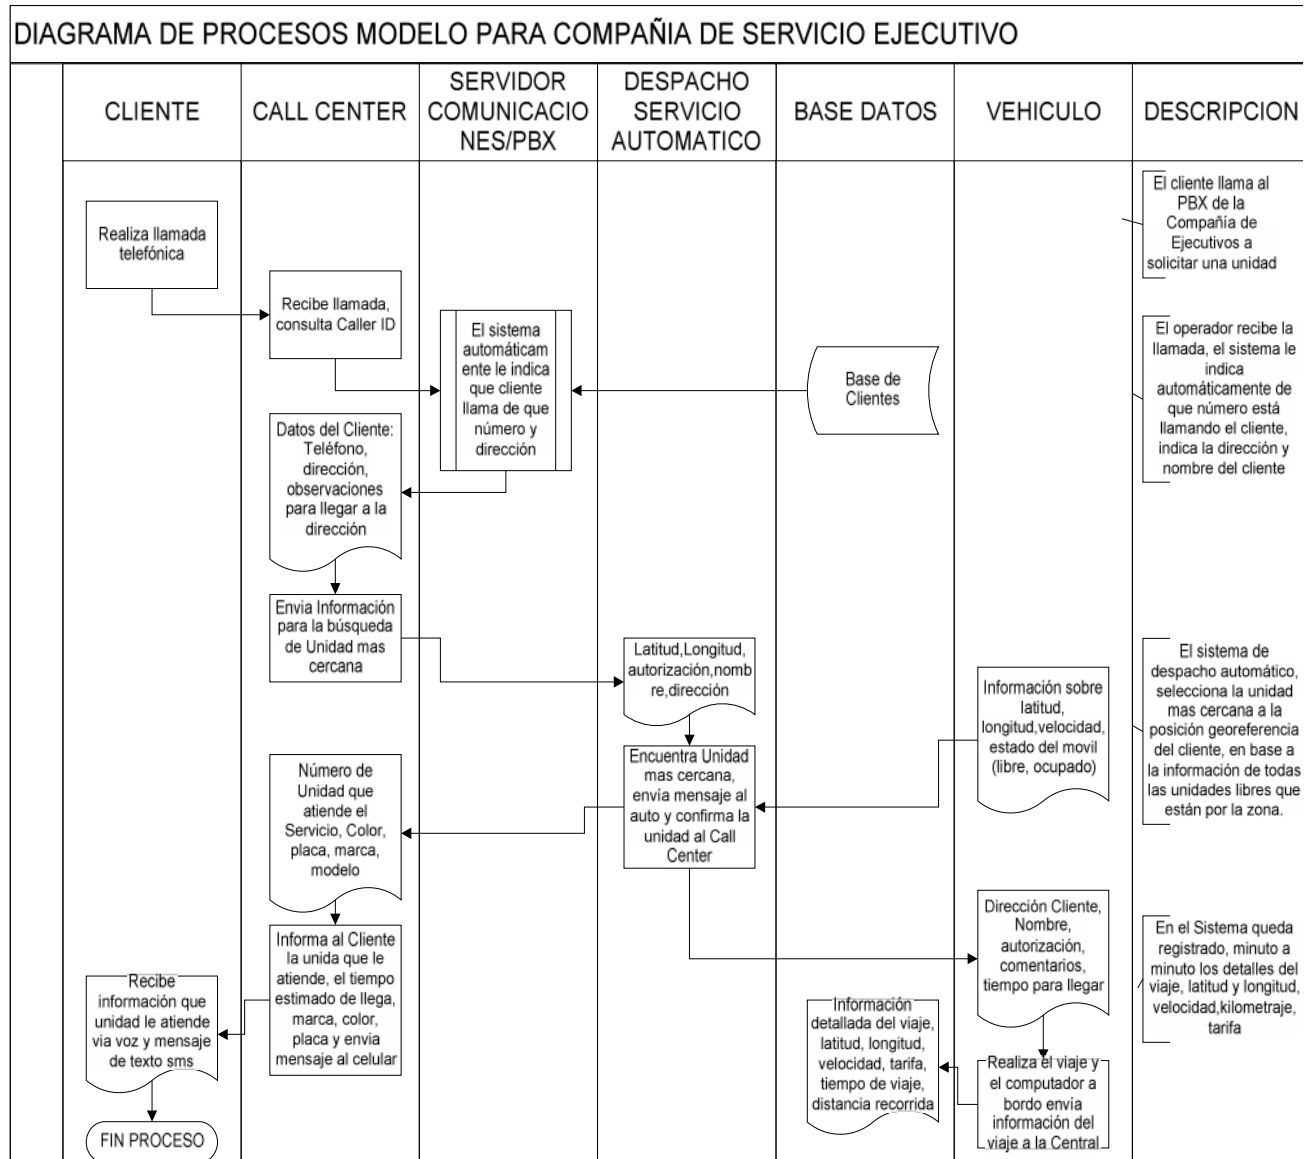 DIAGRAMA DE PROCESOS MODELO PARA COMPAÑIA DE SERVICIO EJECUTIVO
CLIENTE
CALL CENTER
SERVIDOR
COMUNICACIO
NES/PBX
DESPACHO
SERVICIO
AUTOMATICO
BASE DATOS
VEHICULO
DESCRIPCION
Realiza llamada
telefónica
El cliente llama al
PBX de la
Compañía de
Ejecutivos a
solicitar una unidad
Recibe llamada,
consulta Caller ID
El sistema
automáticam
ente le indica
que cliente
llama de que
número y
dirección
Base de
Clientes
El operador recibe la
llamada, el sistema le
indica
automáticamente de
que número está
llamando el cliente,
indica la dirección y
nombre del cliente
Datos del Cliente:
Teléfono,
dirección,
observaciones
para llegar a la
dirección
Envia Información
para la búsqueda
de Unidad mas
cercana
Latitud,Longitud,
autorización,nomb
re,dirección
Información sobre
latitud,
longitud,velocidad,
estado del movil
(libre, ocupado)
El sistema de
despacho automático,
selecciona la unidad
mas cercana a la
posición georeferencia
del cliente, en base a
la información de todas
las unidades libres que
están por la zona.
Encuentra Unidad
mas cercana,
envía mensaje al
auto y confirma la
unidad al Call
Center
Número de
Unidad que
atiende el
Servicio, Color,
placa, marca,
modelo
Dirección Cliente,
Nombre,
autorización,
comentarios,
tiempo para llegar
En el Sistema queda
registrado, minuto a
minuto los detalles del
viaje, latitud y longitud,
velocidad,kilometraje,
tarifa
Informa al Cliente
la unida que le
atiende, el tiempo
estimado de llega,
marca, color,
placa y envia
mensaje al celular
Recibe
información que
unidad le atiende
via voz y mensaje
de texto sms
Información
detallada del viaje,
latitud, longitud,
velocidad, tarifa,
tiempo de viaje,
distancia recorrida
Realiza el viaje y
el computador a
bordo envía
información del
viaje a la Central
FIN PROCESO